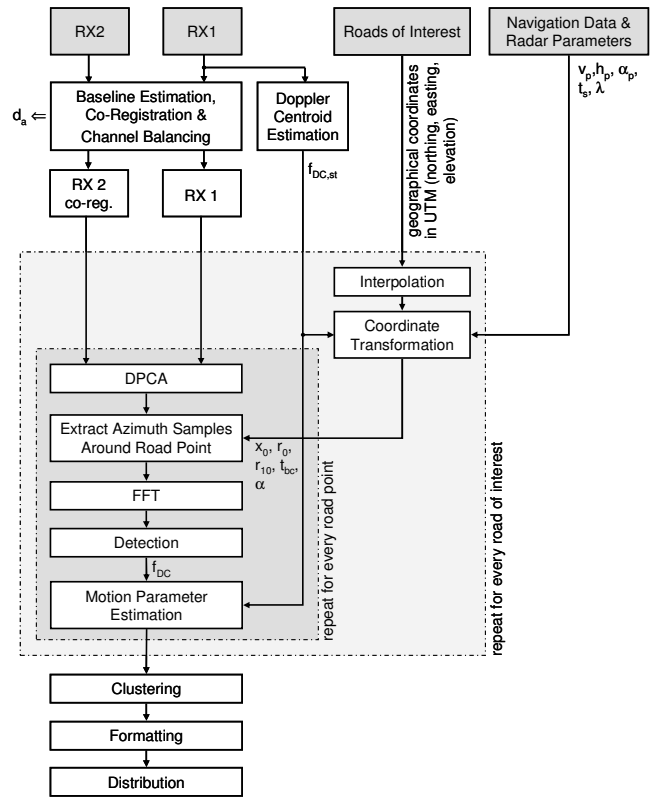 RX2
RX1
Roads of Interest
Navigation Data &
Radar Parameters
v_p,h_p, α_p,
t_s, λ
d_a ⇐
Baseline Estimation,
Co-Registration &
Channel Balancing
Doppler
Centroid
Estimation
f_DC,st
geographical coordinates
in UTM (northing, easting,
elevation)
RX 2
co-reg.
RX 1
Interpolation
Coordinate
Transformation
DPCA
Extract Azimuth Samples
Around Road Point
x_0, r_0,
r_10, t_bc,
α
FFT
Detection
f_DC
Motion Parameter
Estimation
repeat for every road point
repeat for every road of interest
Clustering
Formatting
Distribution